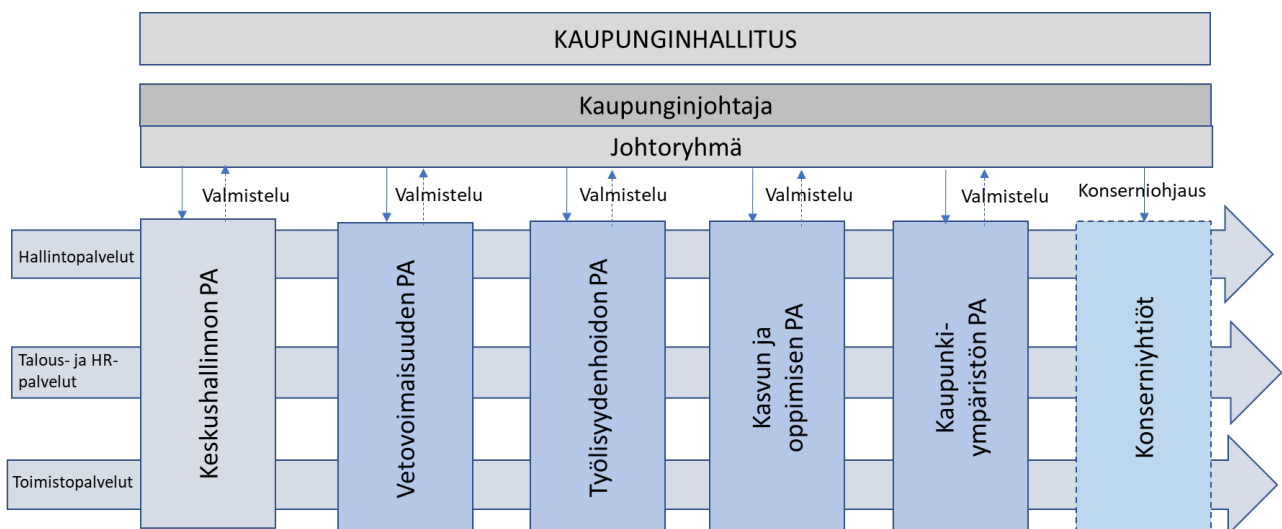 KAUPUNGINHALLITUS
Kaupunginjohtaja
Johtoryhmä
Valmistelu
Valmistelu
Valmistelu
Valmistelu
Valmistelu
Konserniohjaus
Hallintopalvelut
Talous- ja HR-
palvelut
Toimistopalvelut
Keskushallinnon PA
Vetovoimaisuuden PA
Työlisyydenhoidon PA
Kasvun ja
oppimisen PA
Kaupunki-
ympäristön PA
Konserniyhtiöt